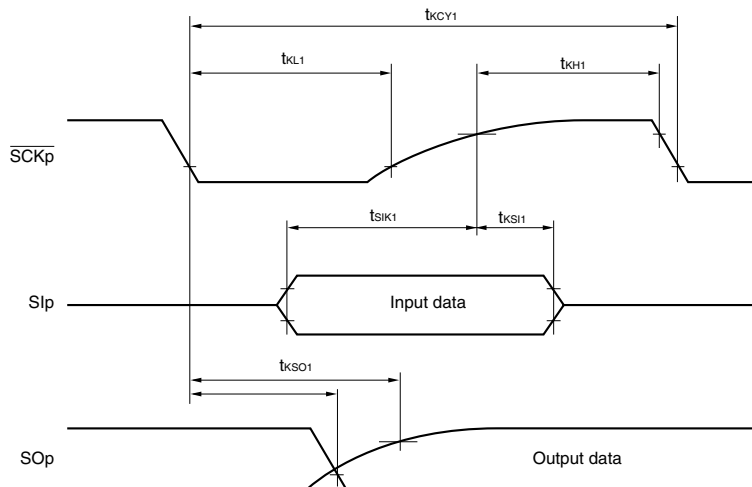 tKCY1
tKL1
tKH1
SCKp
tSIK1
tKSI1
SIp
Input data
tKSO1
SOp
Output data